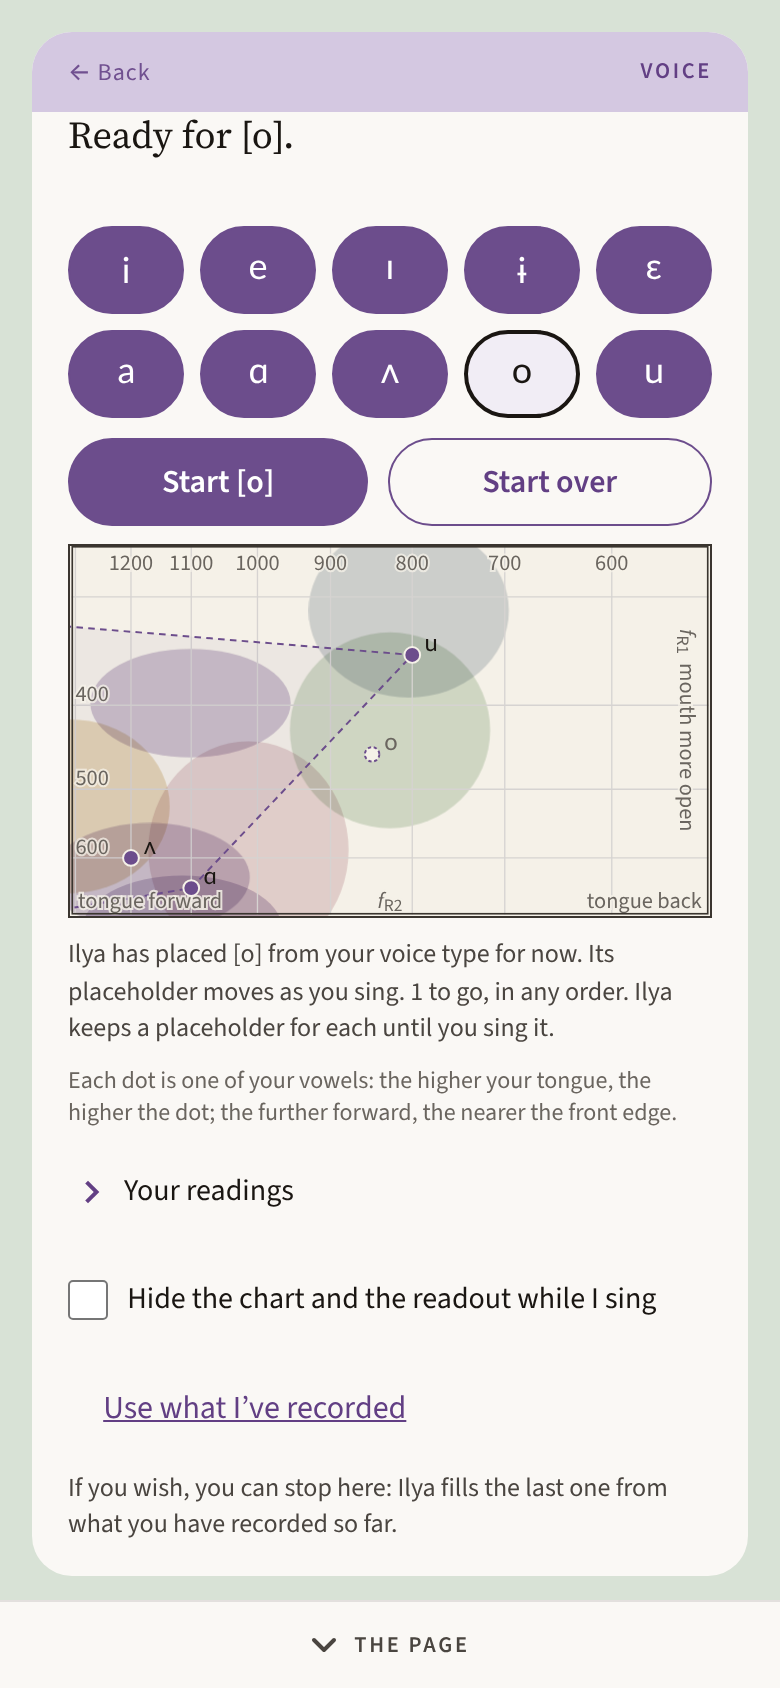 ← Back
VOICE
Ready for [o].
i e ɪ ɨ ɛ
a ɑ ʌ o u
Start [o]
Start over
1200 1100 1000 900 800 700 600
u
400
o
500
600
ʌ
ɑ
fR1 mouth more open
tongue forward
fR2
tongue back
Ilya has placed [o] from your voice type for now. Its
placeholder moves as you sing. 1 to go, in any order. Ilya
keeps a placeholder for each until you sing it.
Each dot is one of your vowels: the higher your tongue, the
higher the dot; the further forward, the nearer the front edge.
Your readings
Hide the chart and the readout while I sing
Use what I’ve recorded
If you wish, you can stop here: Ilya fills the last one from
what you have recorded so far.
THE PAGE